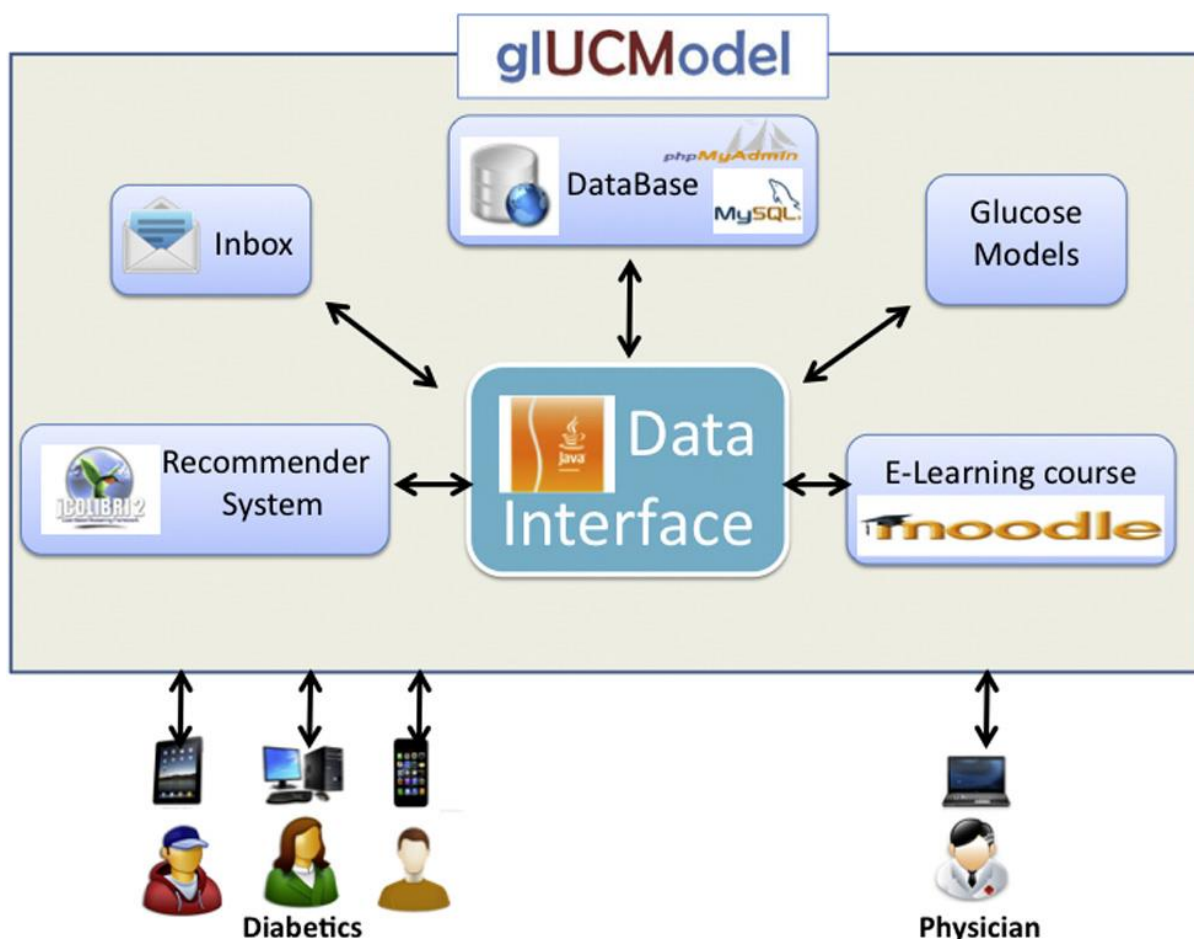 glUCModel
phpMyAdmin
DataBase
MySQL
Inbox
Glucose
Models
Java
Data
Interface
Recommender
System
jCOLIBRI 2
E-Learning course
moodle
Diabetics
Physician